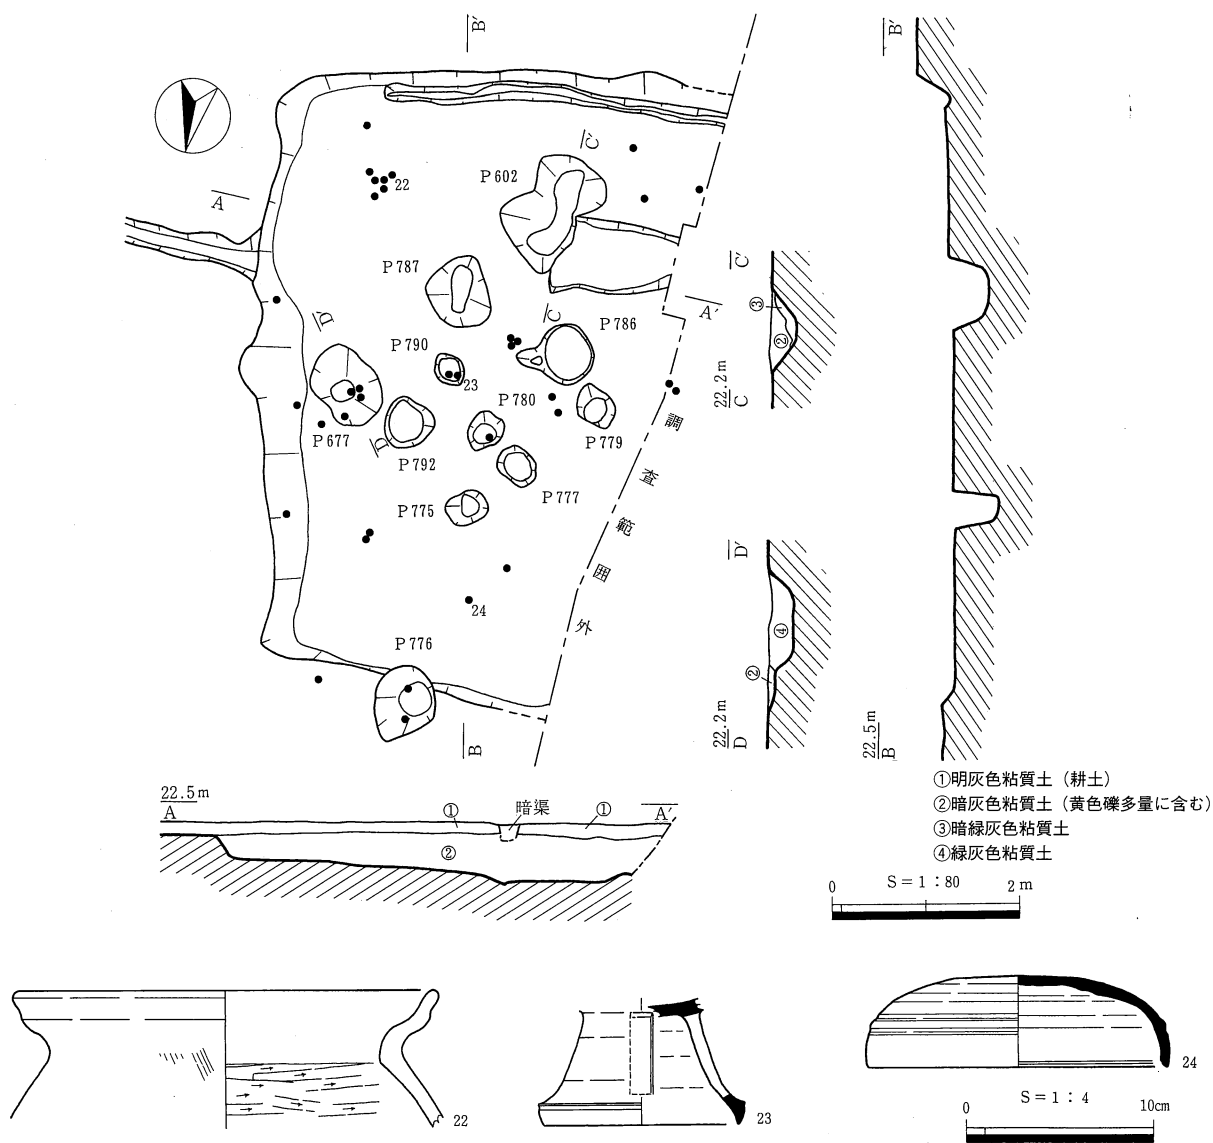 B′
B′
A
P602
C′
22
P787
C′
D′
A′
C
P786
③
②
P790
23
P780
22.2m
C
P677
D
P792
P779
P777
P775
調査範囲外
24
P776
D′
④
②
22.2m
D
B
22.5m
B
22.5m
A
①
暗渠
①
A′
②
①明灰色粘質土（耕土）
②暗灰色粘質土（黄色礫多量に含む）
③暗緑灰色粘質土
④緑灰色粘質土
0 S=1:80 2m
22
23
24
S=1:4
0 10cm